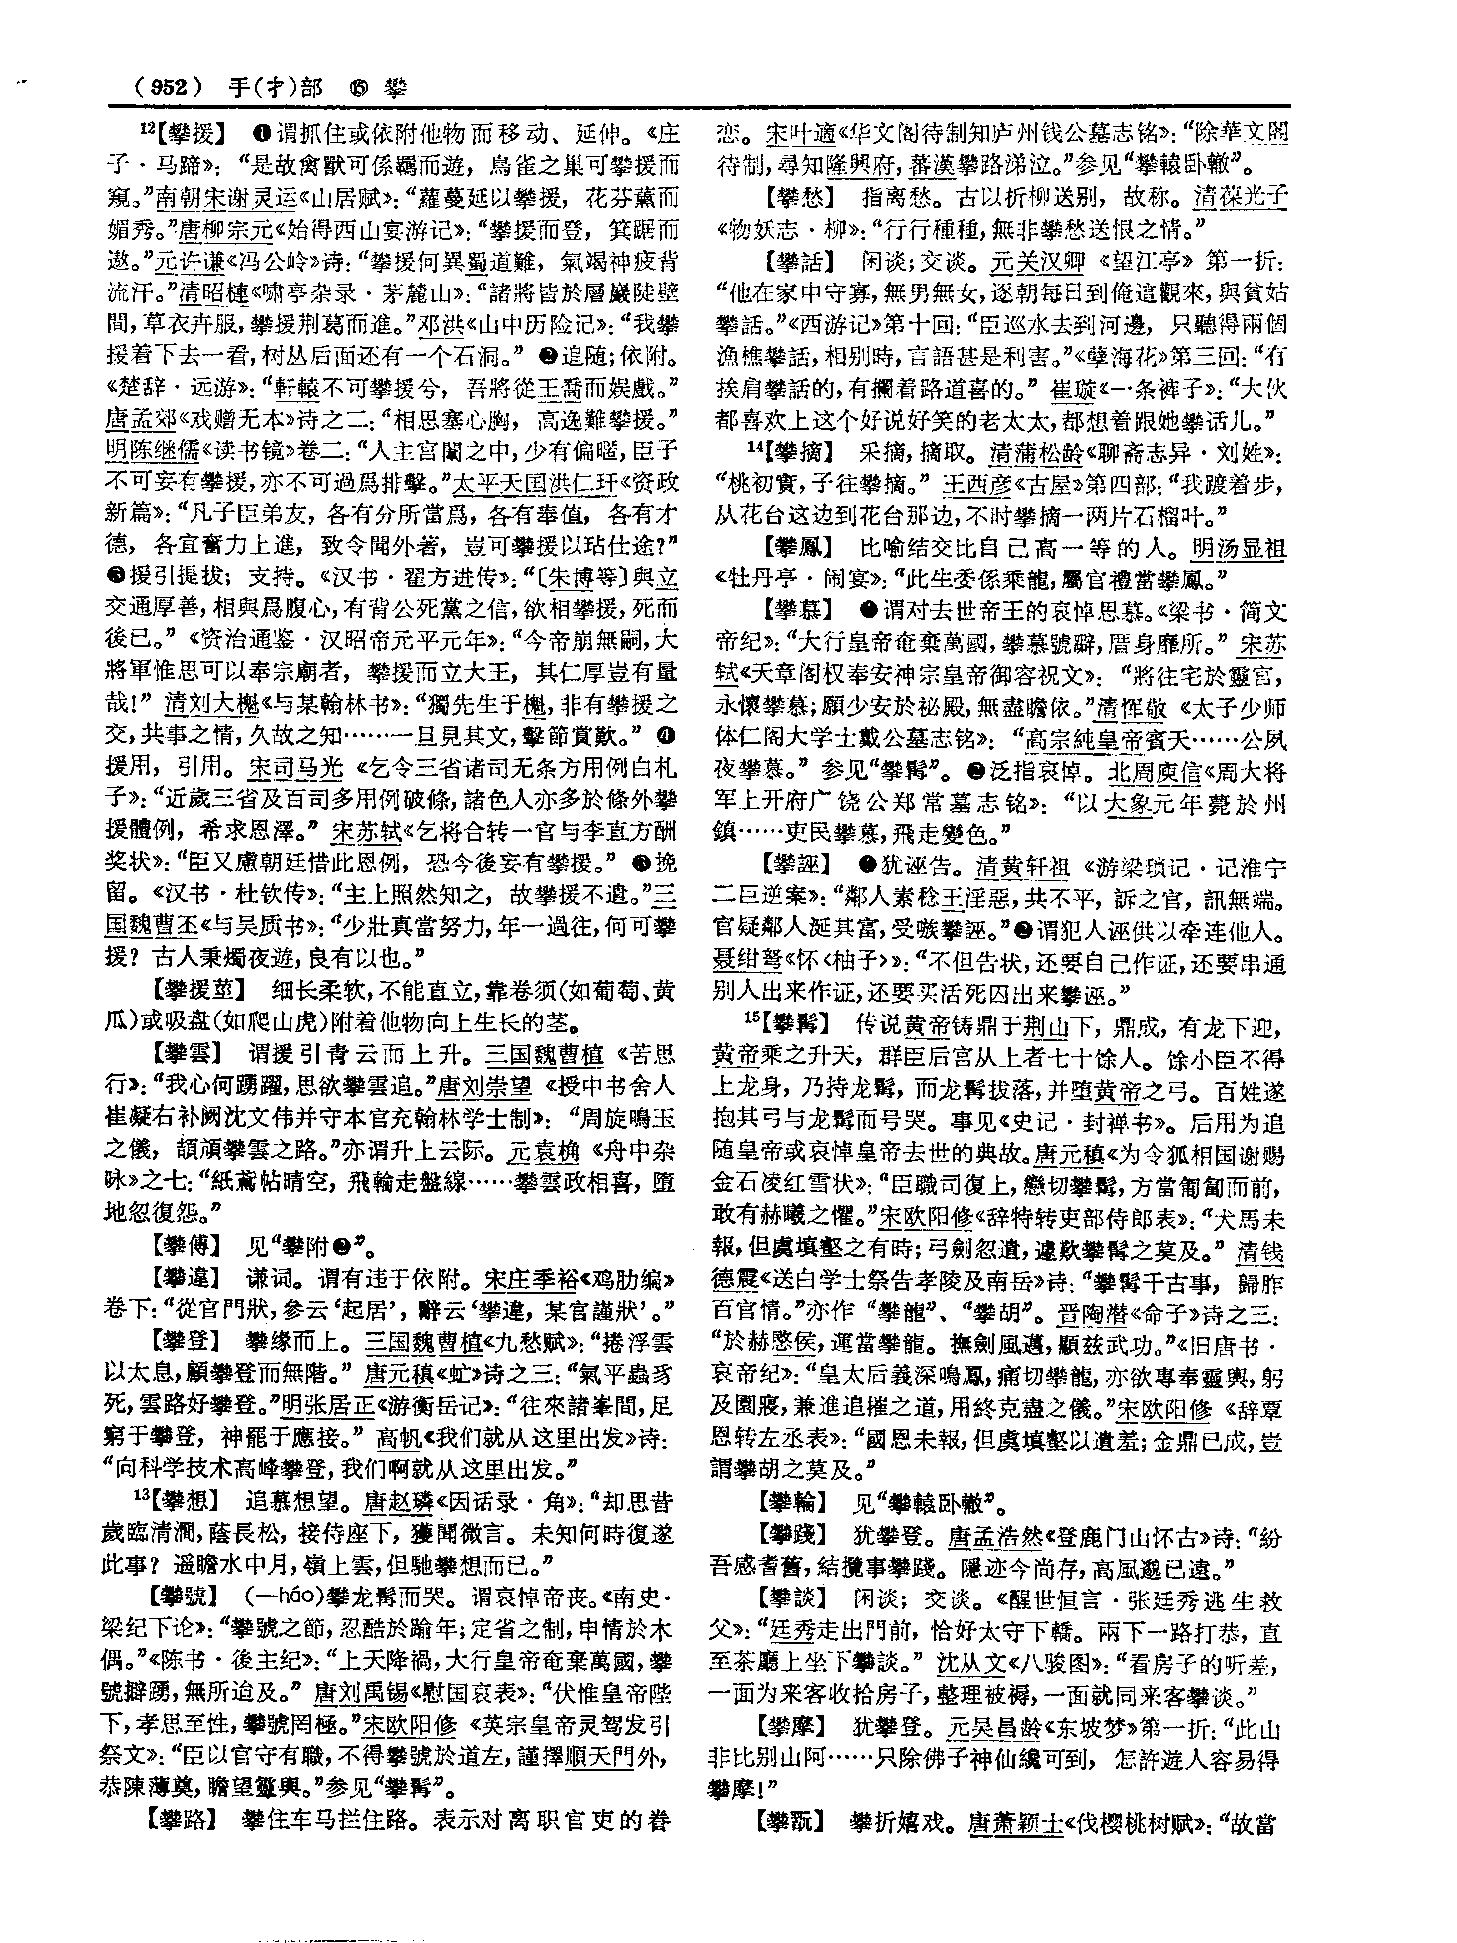 （952） 手(扌)部 ⑮ 攀
12【攀援】 ❶谓抓住或依附他物而移动、延伸。《庄
子·马蹄》：“是故禽獸可係羈而遊，鳥雀之巢可攀援而
窺。”南朝宋谢灵运《山居赋》：“蘿蔓延以攀援，花芬薰而
媚秀。”唐柳宗元《始得西山宴游记》：“攀援而登，箕踞而
遨。”元许谦《冯公岭》诗：“攀援何異蜀道難，氣竭神疲背
流汗。”清昭槤《啸亭杂录·茅麓山》：“諸將皆於層巖陡壁
間，草衣卉服，攀援荆葛而進。”邓洪《山中历险记》：“我攀
援着下去一看，树丛后面还有一个石洞。” ❷追随；依附。
《楚辞·远游》：“軒轅不可攀援兮，吾將從王喬而娱戲。”
唐孟郊《戏赠无本》诗之二：“相思塞心胸，高逸難攀援。”
明陈继儒《读书镜》卷二：“人主宫闈之中，少有偏暱，臣子
不可妄有攀援，亦不可過爲排擊。”太平天囯洪仁玕《资政
新篇》：“凡子臣弟友，各有分所當爲，各有奉值，各有才
德，各宜奮力上進，致令聞外著，豈可攀援以玷仕途？”
❸援引提拔；支持。《汉书·翟方进传》：“〔朱博等〕與立
交通厚善，相與爲腹心，有背公死黨之信，欲相攀援，死而
後已。”《资治通鉴·汉昭帝元平元年》：“今帝崩無嗣，大
將軍惟思可以奉宗廟者，攀援而立大王，其仁厚豈有量
哉！” 清刘大櫆《与某翰林书》：“獨先生于櫆，非有攀援之
交，共事之情，久故之知……一旦見其文，擊節賞歎。” ❹
援用，引用。宋司马光《乞令三省诸司无条方用例白札
子》：“近歲三省及百司多用例破條，諸色人亦多於條外攀
援體例，希求恩澤。” 宋苏轼《乞将合转一官与李直方酬
奖状》：“臣又慮朝廷惜此恩例，恐今後妄有攀援。” ❺挽
留。《汉书·杜钦传》：“主上照然知之，故攀援不遣。”三
国魏曹丕《与吴质书》：“少壯真當努力，年一過往，何可攀
援？古人秉燭夜遊，良有以也。”
【攀援莖】 细长柔软，不能直立，靠卷须(如葡萄、黄
瓜)或吸盘(如爬山虎)附着他物向上生长的茎。
【攀雲】 谓援引青云而上升。三国魏曹植《苦思
行》：“我心何踴躍，思欲攀雲追。”唐刘崇望《授中书舍人
崔凝右补阙沈文伟并守本官充翰林学士制》：“周旋鳴玉
之儀，頡頏攀雲之路。”亦谓升上云际。元袁桷《舟中杂
咏》之七：“紙鳶帖晴空，飛輪走盤線……攀雲政相喜，墮
地忽復怨。”
【攀傅】 见“攀附❷”。
【攀違】 谦词。谓有违于依附。宋庄季裕《鸡肋编》
卷下：“從官門狀，參云‘起居’，辭云‘攀違，某官謹狀’。”
【攀登】 攀缘而上。三国魏曹植《九愁赋》：“捲浮雲
以太息，顧攀登而無階。” 唐元稹《虻》诗之三：“氣平蟲豸
死，雲路好攀登。”明张居正《游衡岳记》：“往來諸峯間，足
窮于攀登，神罷于應接。” 高帆《我们就从这里出发》诗：
“向科学技术高峰攀登，我们啊就从这里出发。”
13【攀想】 追慕想望。唐赵璘《因话录·角》：“却思昔
歲臨清澗，蔭長松，接侍座下，獲聞微言。未知何時復遂
此事？遥瞻水中月，嶺上雲，但馳攀想而已。”
【攀號】 (—háo)攀龙髯而哭。谓哀悼帝丧。《南史·
梁纪下论》：“攀號之節，忍酷於踰年；定省之制，申情於木
偶。”《陈书·後主纪》：“上天降禍，大行皇帝奄棄萬國，攀
號擗踴，無所迨及。” 唐刘禹锡《慰国哀表》：“伏惟皇帝陛
下，孝思至性，攀號罔極。”宋欧阳修《英宗皇帝灵驾发引
祭文》：“臣以官守有職，不得攀號於道左，謹擇順天門外，
恭陳薄奠，瞻望靈輿。”参见“攀髯”。
【攀路】 攀住车马拦住路。表示对离职官吏的眷
恋。宋叶適《华文阁待制知庐州钱公墓志铭》：“除華文閣
待制，尋知隆興府，蕃漢攀路涕泣。”参见“攀轅卧轍”。
【攀愁】 指离愁。古以折柳送别，故称。清葆光子
《物妖志·柳》：“行行種種，無非攀愁送恨之情。”
【攀話】 闲谈；交谈。元关汉卿《望江亭》第一折：
“他在家中守寡，無男無女，逐朝每日到俺這觀來，與貧姑
攀話。”《西游记》第十回：“臣巡水去到河邊，只聽得兩個
漁樵攀話，相别時，言語甚是利害。”《孽海花》第三回：“有
挨肩攀話的，有攔着路道喜的。” 崔璇《一条裤子》：“大伙
都喜欢上这个好说好笑的老太太，都想着跟她攀话儿。”
14【攀摘】 采摘，摘取。清蒲松龄《聊斋志异·刘姓》：
“桃初實，子往攀摘。” 王西彦《古屋》第四部：“我踱着步，
从花台这边到花台那边，不时攀摘一两片石榴叶。”
【攀鳳】 比喻结交比自己高一等的人。明汤显祖
《牡丹亭·闹宴》：“此生委係乘龍，屬官禮當攀鳳。”
【攀慕】 ❶谓对去世帝王的哀悼思慕。《梁书·简文
帝纪》：“大行皇帝奄棄萬國，攀慕號躃，厝身靡所。” 宋苏
轼《天章阁权奉安神宗皇帝御容祝文》：“將往宅於靈宫，
永懷攀慕；願少安於祕殿，無盡瞻依。”清恽敬《太子少师
体仁阁大学士戴公墓志铭》：“高宗純皇帝賓天……公夙
夜攀慕。”参见“攀髯”。❷泛指哀悼。北周庾信《周大将
军上开府广饶公郑常墓志铭》：“以大象元年薨於州
鎮……吏民攀慕，飛走變色。”
【攀誣】 ❶犹诬告。清黄轩祖《游梁琐记·记淮宁
二巨逆案》：“鄰人素稔王淫惡，共不平，訴之官，訊無端。
官疑鄰人涎其富，受嗾攀誣。”❷谓犯人诬供以牵连他人。
聂绀弩《怀〈柚子〉》：“不但告状，还要自己作证，还要串通
别人出来作证，还要买活死囚出来攀诬。”
15【攀髯】 传说黄帝铸鼎于荆山下，鼎成，有龙下迎，
黄帝乘之升天，群臣后宫从上者七十馀人。馀小臣不得
上龙身，乃持龙髯，而龙髯拔落，并堕黄帝之弓。百姓遂
抱其弓与龙髯而号哭。事见《史记·封禅书》。后用为追
随皇帝或哀悼皇帝去世的典故。唐元稹《为令狐相国谢赐
金石凌红雪状》：“臣職司復上，戀切攀髯，方當匍匐而前，
敢有赫曦之懼。”宋欧阳修《辞特转吏部侍郎表》：“犬馬未
報，但虞填壑之有時；弓劍忽遺，遽歎攀髯之莫及。” 清钱
德震《送白学士祭告孝陵及南岳》诗：“攀髯千古事，歸胙
百官情。”亦作“攀龍”、“攀胡”。晋陶潜《命子》诗之三：
“於赫愍侯，運當攀龍。撫劍風邁，顯兹武功。”《旧唐书·
哀帝纪》：“皇太后義深鳴鳳，痛切攀龍，亦欲專奉靈輿，躬
及園寢，兼進追摧之道，用終克盡之儀。”宋欧阳修《辞覃
恩转左丞表》：“國恩未報，但虞填壑以遺羞；金鼎已成，豈
謂攀胡之莫及。”
【攀輪】 见“攀轅卧轍”。
【攀踐】 犹攀登。唐孟浩然《登鹿门山怀古》诗：“紛
吾感耆舊，結攬事攀踐。隱迹今尚存，高風邈已遠。”
【攀談】 闲谈；交谈。《醒世恒言·张廷秀逃生救
父》：“廷秀走出門前，恰好太守下轎。兩下一路打恭，直
至茶廳上坐下攀談。” 沈从文《八骏图》：“看房子的听差，
一面为来客收拾房子，整理被褥，一面就同来客攀谈。”
【攀摩】 犹攀登。元吴昌龄《东坡梦》第一折：“此山
非比别山阿……只除佛子神仙纔可到，怎許遊人容易得
攀摩！”
【攀翫】 攀折嬉戏。唐萧颖士《伐樱桃树赋》：“故當